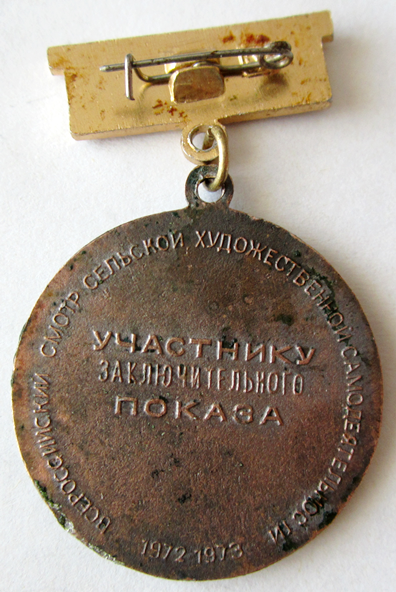 ВСЕРОССИЙСКИЙ СМОТР СЕЛЬСКОЙ ХУДОЖЕСТВЕННОЙ САМОДЕЯТЕЛЬНОСТИ
УЧАСТНИКУ
ЗАКЛЮЧИТЕЛЬНОГО
ПОКАЗА
1972-1973